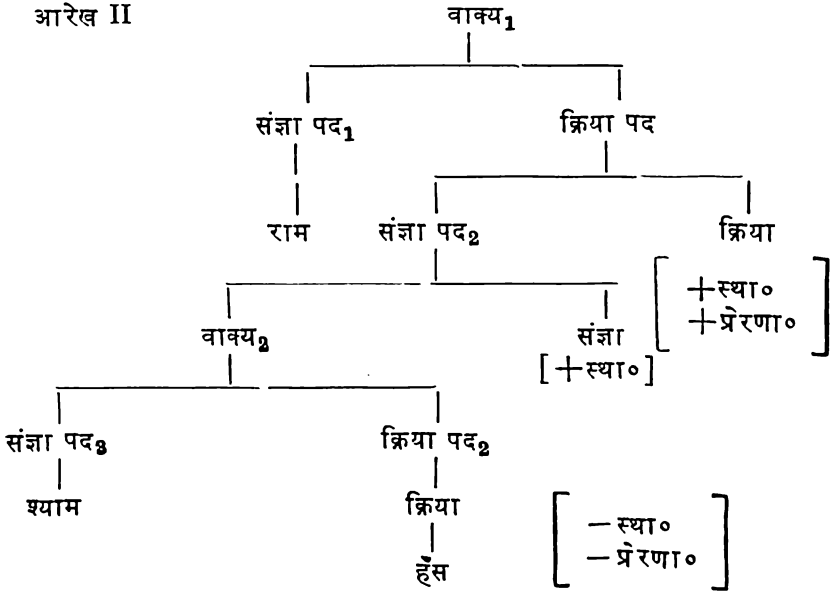 आरेख II
वाक्य₁
संज्ञा पद₁ क्रिया पद
राम संज्ञा पद₂ क्रिया
[ +स्था० +प्रेरणा० ]
वाक्य₂ संज्ञा
[+स्था०]
संज्ञा पद₃ क्रिया पद₂
श्याम क्रिया
[ −स्था० −प्रेरणा० ]
हँस